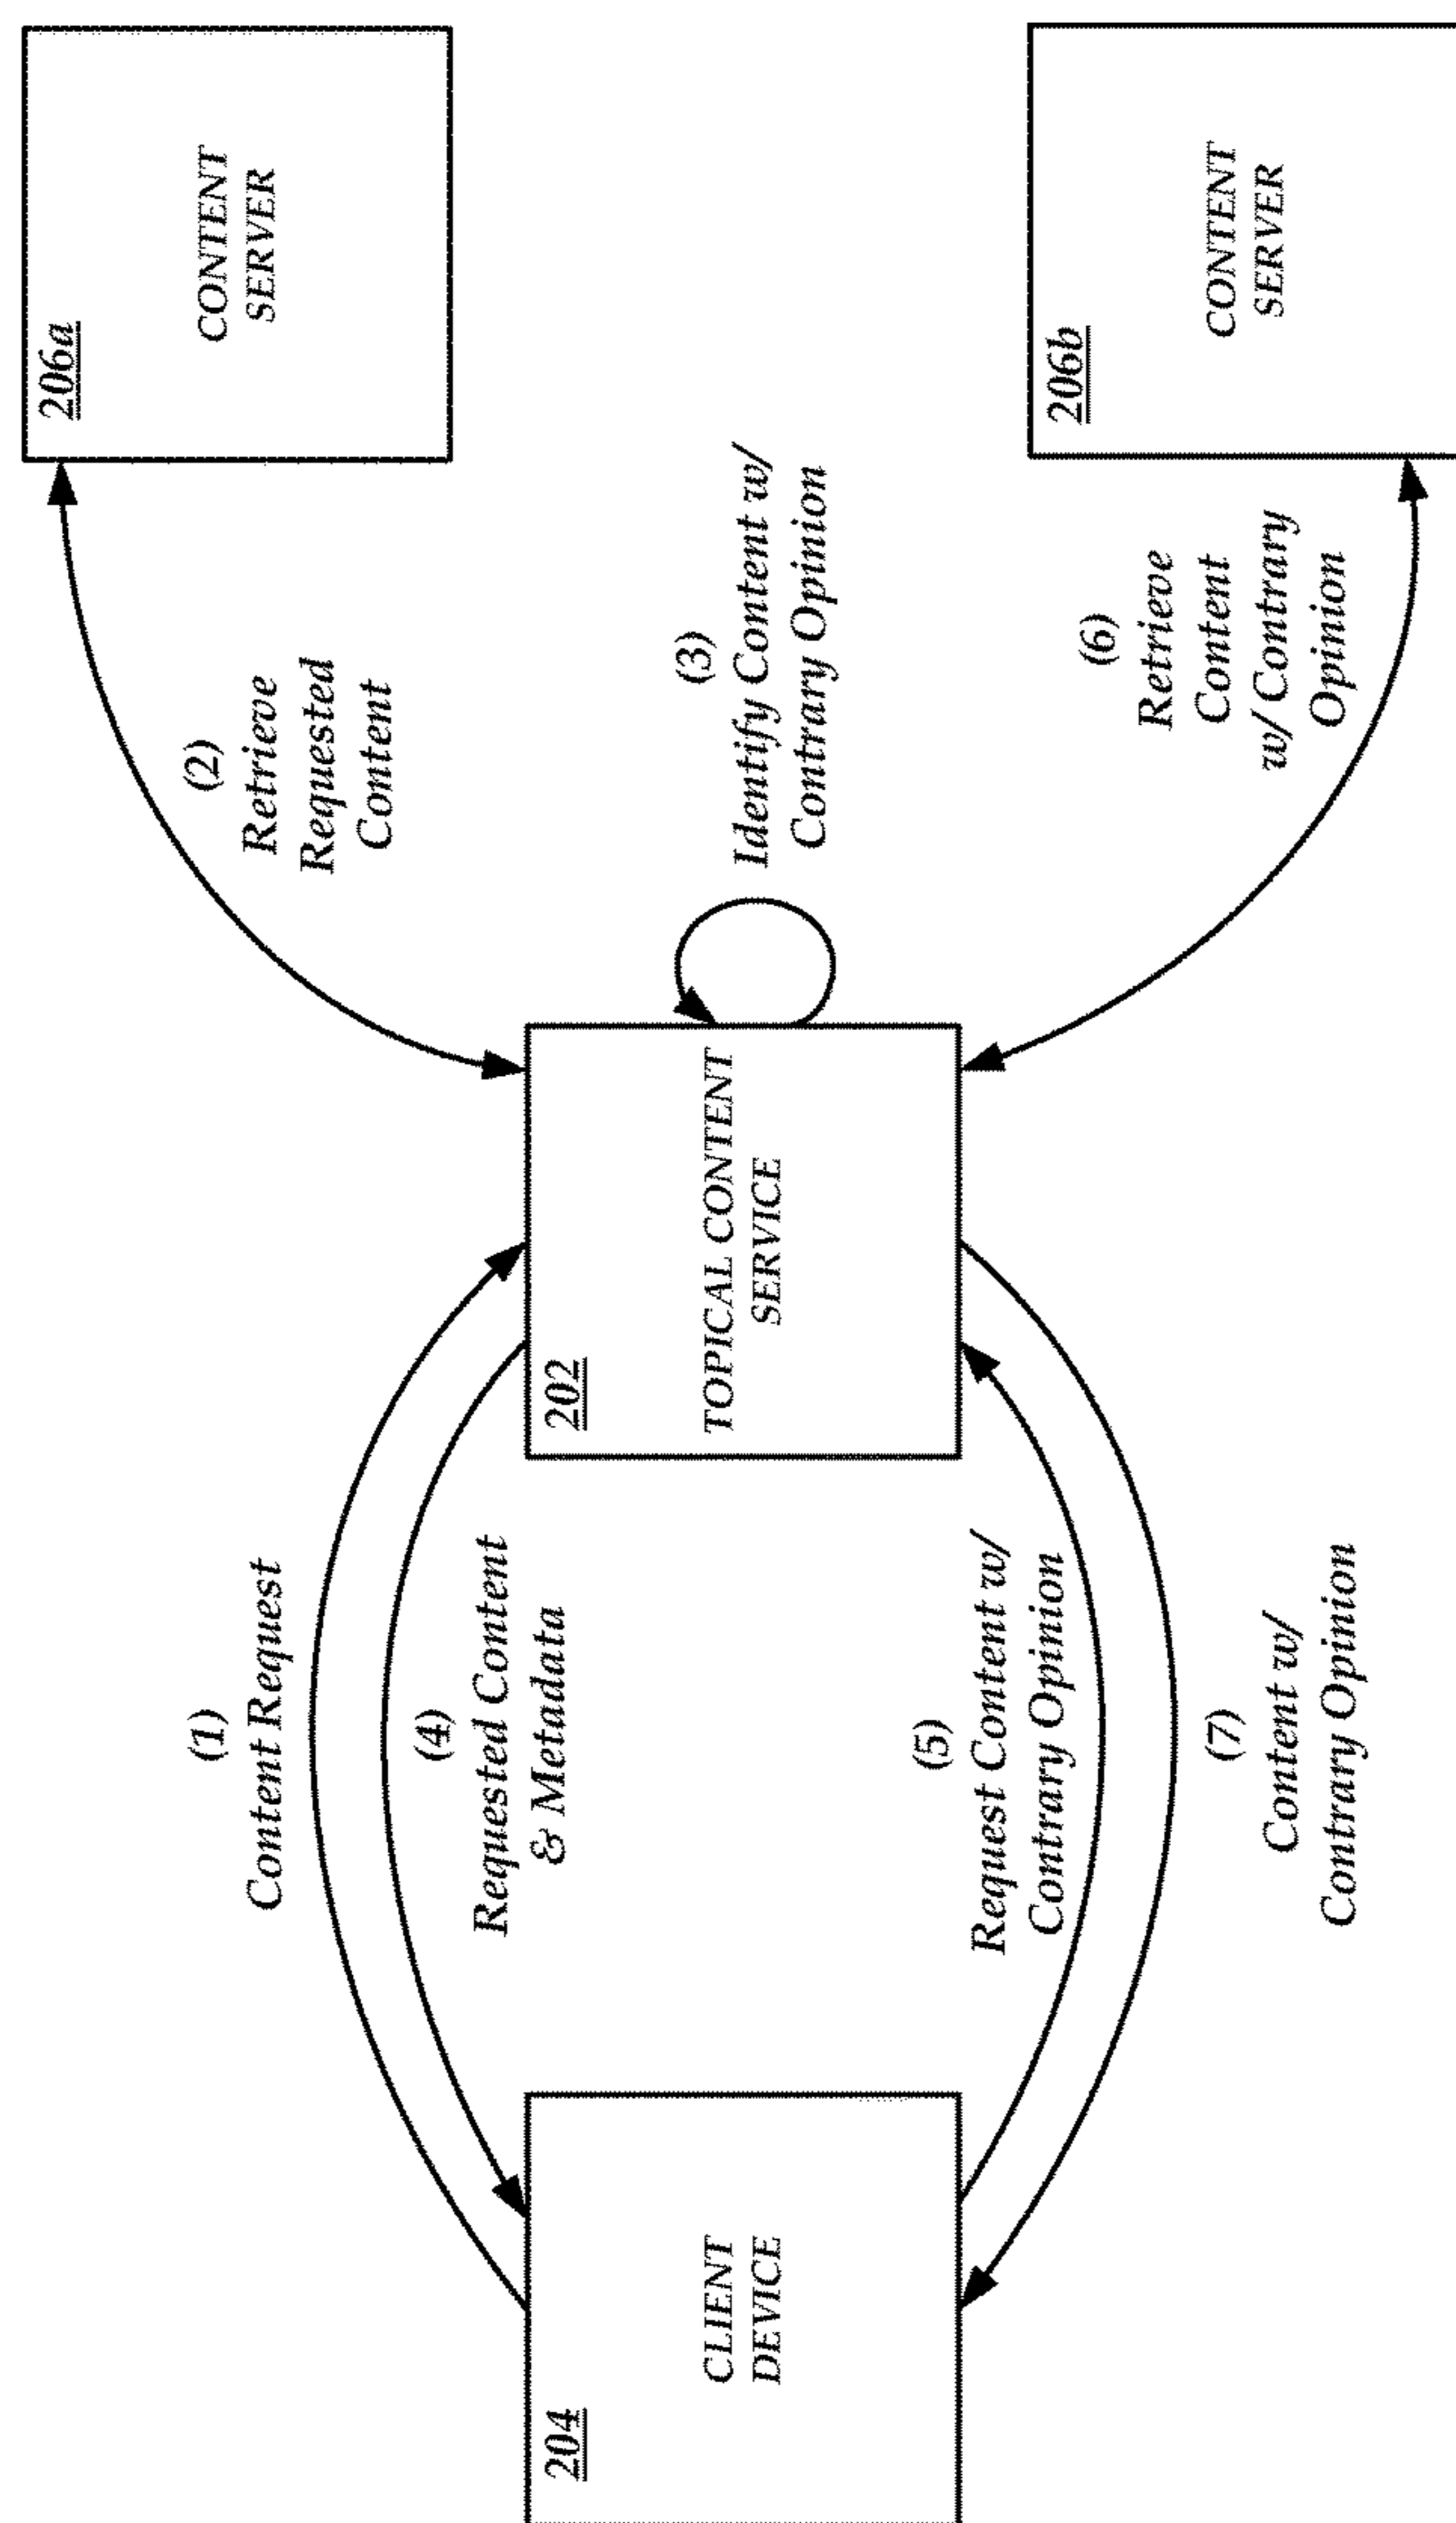 (1)
Content Request
(4)
Requested Content
& Metadata
204
CLIENT
DEVICE
(5)
Request Content w/
Contrary Opinion
(7)
Content w/
Contrary Opinion
202
TOPICAL CONTENT
SERVICE
(2)
Retrieve
Requested
Content
(3)
Identify Content w/
Contrary Opinion
(6)
Retrieve
Content
w/ Contrary
Opinion
206a
CONTENT
SERVER
206b
CONTENT
SERVER